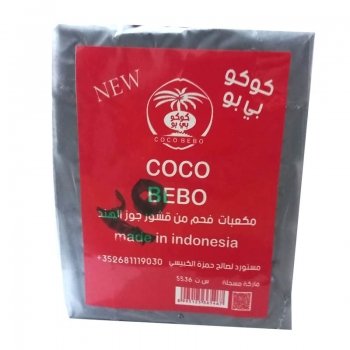 NEW
كوكو
بي بو
كوكو
بي بو
COCO BEBO
COCO
BEBO
مكعبات فحم من قشور جوز الهند
made in indonesia
مستورد لصالح حمزة الكبيسي 352681119030+
ماركة مسجلة س ت 5536